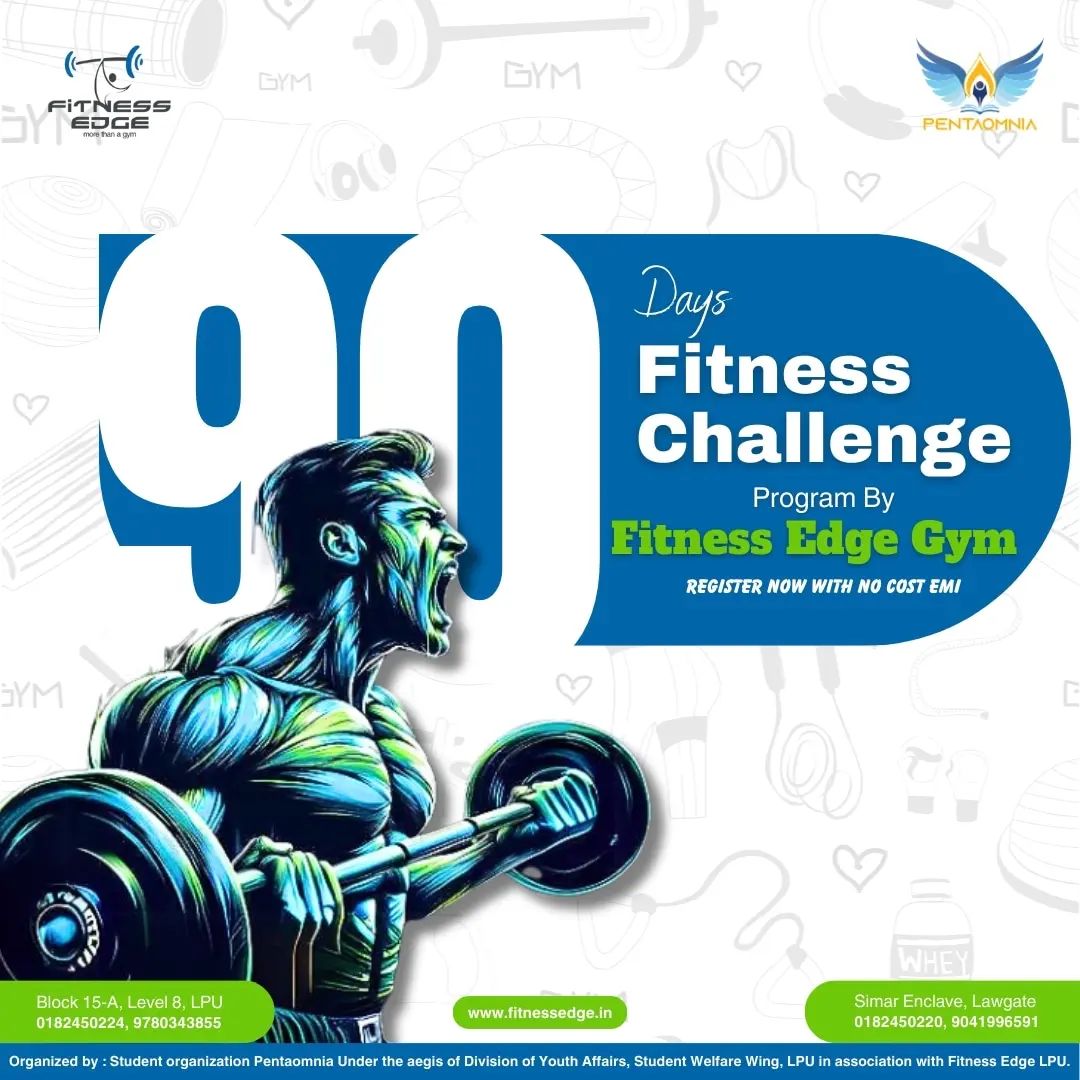 FiTNESS
EDGE
more than a gym
PENTAOMNIA
GYM
GYM
GYM
90
Days
Fitness
Challenge
Program By
Fitness Edge Gym
REGISTER NOW WITH NO COST EMI
GYM
WHEY
Block 15-A, Level 8, LPU
0182450224, 9780343855
www.fitnessedge.in
Simar Enclave, Lawgate
0182450220, 9041996591
Organized by : Student organization Pentaomnia Under the aegis of Division of Youth Affairs, Student Welfare Wing, LPU in association with Fitness Edge LPU.